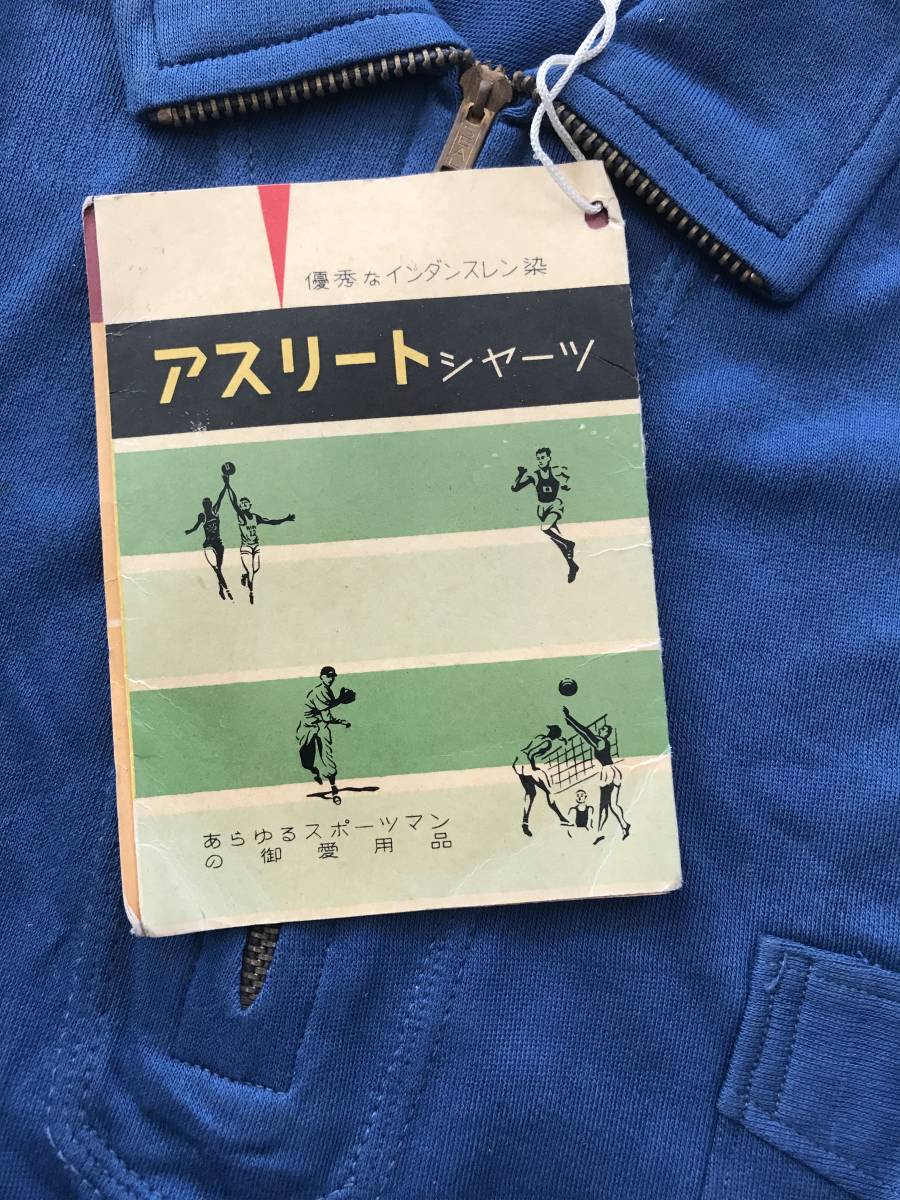 優秀なインダンスレン染
アスリートシャーツ
あらゆるスポーツマン
の御愛用品